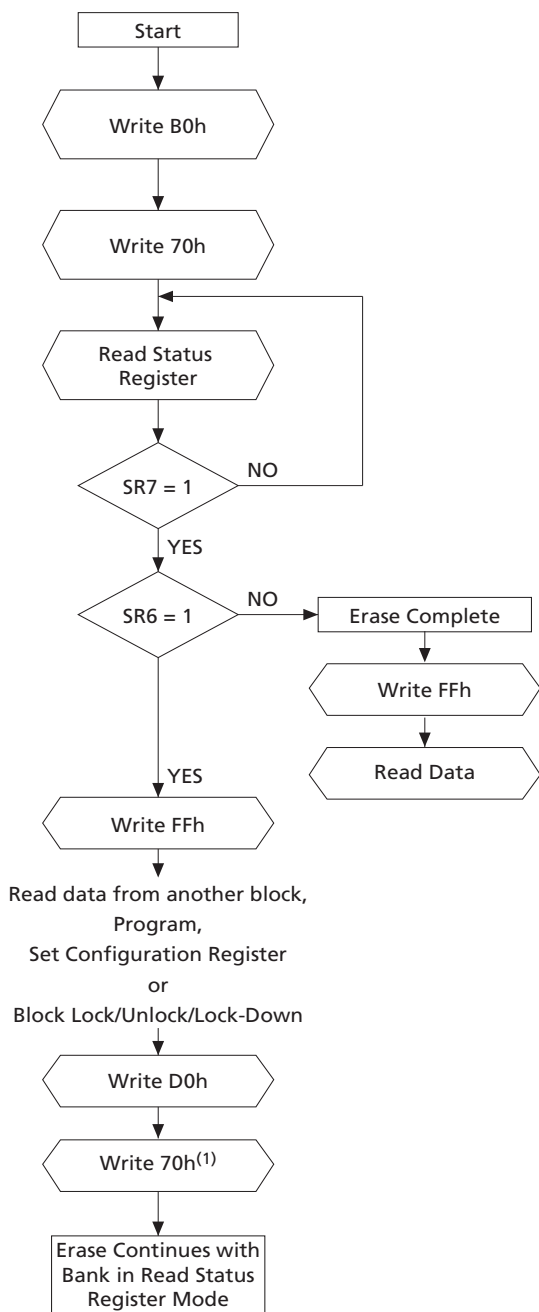 Start
Write B0h
Write 70h
Read Status
Register
SR7 = 1
NO
YES
SR6 = 1
NO
Erase Complete
Write FFh
Read Data
YES
Write FFh
Read data from another block,
Program,
Set Configuration Register
or
Block Lock/Unlock/Lock-Down
Write D0h
Write 70h(1)
Erase Continues with
Bank in Read Status
Register Mode